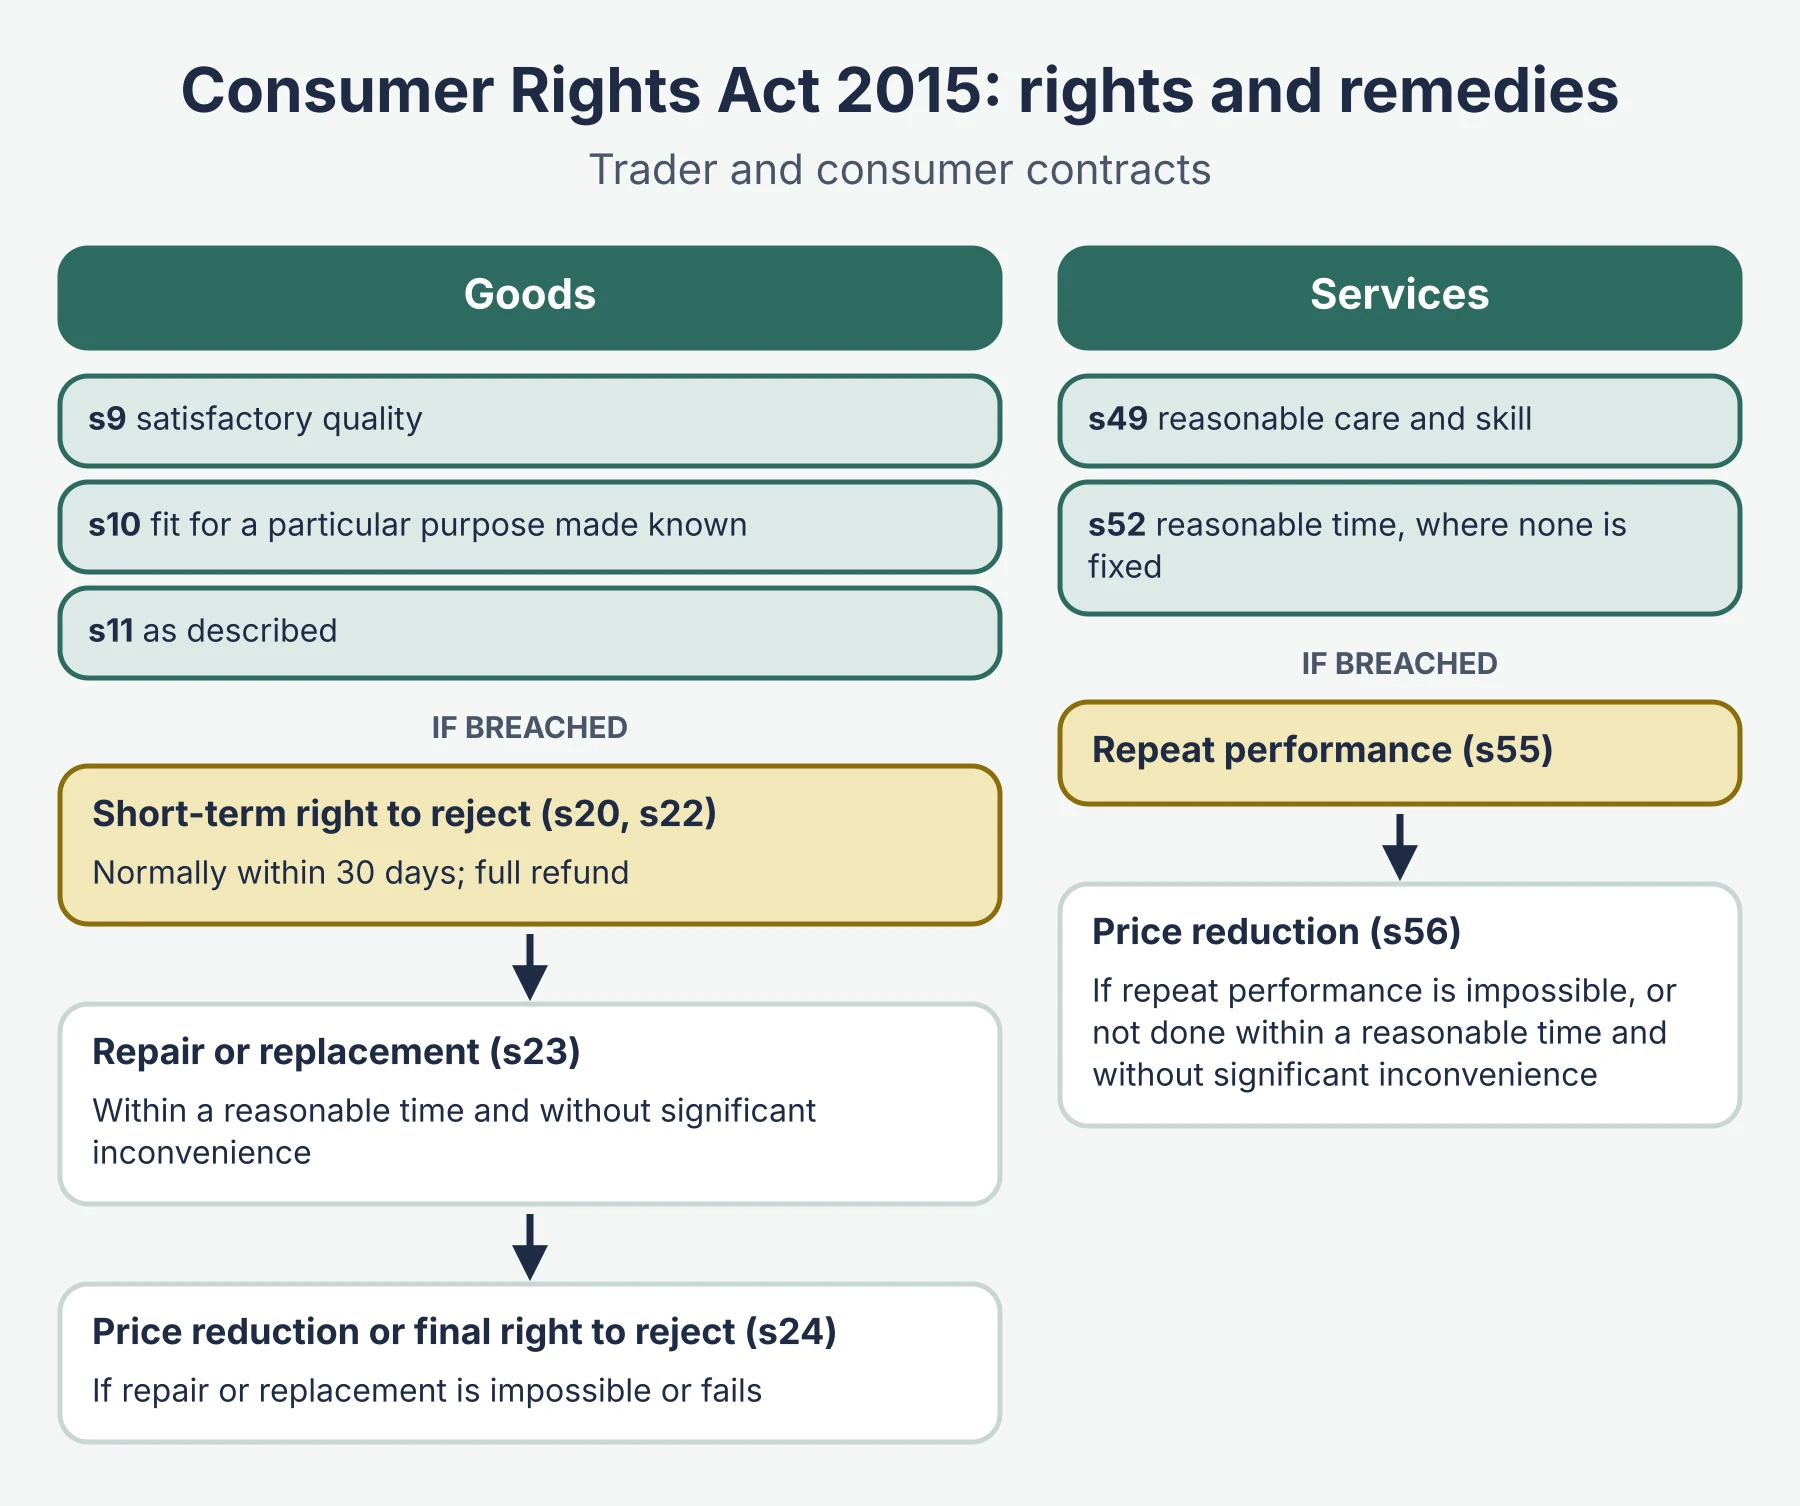 Consumer Rights Act 2015: rights and remedies
Trader and consumer contracts
Goods
s9 satisfactory quality
s10 fit for a particular purpose made known
s11 as described
IF BREACHED
Short-term right to reject (s20, s22)
Normally within 30 days; full refund
Repair or replacement (s23)
Within a reasonable time and without significant
inconvenience
Price reduction or final right to reject (s24)
If repair or replacement is impossible or fails
Services
s49 reasonable care and skill
s52 reasonable time, where none is
fixed
IF BREACHED
Repeat performance (s55)
Price reduction (s56)
If repeat performance is impossible, or
not done within a reasonable time and
without significant inconvenience